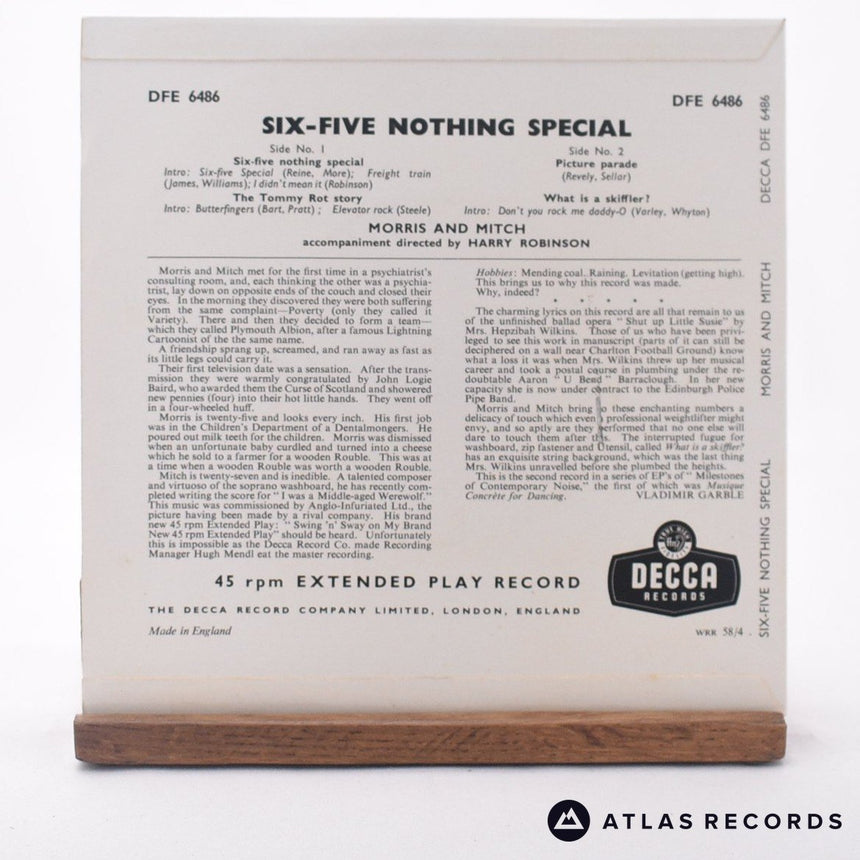 DFE 6486
DFE 6486
SIX-FIVE NOTHING SPECIAL
Side No. 1
Six-five nothing special
Intro: Six-five Special (Reine, More); Freight train
(James, Williams); I didn't mean it (Robinson)
The Tommy Rot story
Intro: Butterfingers (Bart, Pratt) ; Elevator rock (Steele)
Side No. 2
Picture parade
(Revely, Sellar)
What is a skiffler?
Intro: Don't you rock me daddy-O (Varley, Whyton)
MORRIS AND MITCH
accompaniment directed by HARRY ROBINSON
Morris and Mitch met for the first time in a psychiatrist's
consulting room, and, each thinking the other was a psychia-
trist, lay down on opposite ends of the couch and closed their
eyes. In the morning they discovered they were both suffering
from the same complaint—Poverty (only they called it
Variety). There and then they decided to form a team—
which they called Plymouth Albion, after a famous Lightning
Cartoonist of the the same name.
A friendship sprang up, screamed, and ran away as fast as
its little legs could carry it.
Their first television date was a sensation. After the trans-
mission they were warmly congratulated by John Logie
Baird, who awarded them the Curse of Scotland and showered
new pennies (four) into their hot little hands. They went off
in a four-wheeled huff.
Morris is twenty-five and looks every inch. His first job
was in the Children's Department of a Dentalmongers. He
poured out milk teeth for the children. Morris was dismissed
when an unfortunate baby curdled and turned into a cheese
which he sold to a farmer for a wooden Rouble. This was at
a time when a wooden Rouble was worth a wooden Rouble.
Mitch is twenty-seven and is inedible. A talented composer
and virtuoso of the soprano washboard, he has recently com-
pleted writing the score for " I was a Middle-aged Werewolf."
This music was commissioned by Anglo-Infuriated Ltd., the
picture having been made by a rival company. His brand
new 45 rpm Extended Play: " Swing 'n' Sway on My Brand
New 45 rpm Extended Play" should be heard. Unfortunately
this is impossible as the Decca Record Co. made Recording
Manager Hugh Mendl eat the master recording.
Hobbies: Mending coal. Raining. Levitation (getting high).
This brings us to why this record was made.
Why, indeed?
* * * * *
The charming lyrics on this record are all that remain to us
of the unfinished ballad opera " Shut up Little Susie" by
Mrs. Hepzibah Wilkins. Those of us who have been privi-
leged to see this work in manuscript (parts of it can still be
deciphered on a wall near Charlton Football Ground) know
what a loss it was when Mrs. Wilkins threw up her musical
career and took a postal course in plumbing under the re-
doubtable Aaron " U Bend" Barraclough. In her new
capacity she is now under contract to the Edinburgh Police
Pipe Band.
Morris and Mitch bring to these enchanting numbers a
delicacy of touch which even a professional weightlifter might
envy, and so aptly are they performed that no one else will
dare to touch them after this. The interrupted fugue for
washboard, zip fastener and Utensil, called What is a skiffler?
has an exquisite string background, which was the last thing
Mrs. Wilkins unravelled before she plumbed the heights.
This is the second record in a series of EP's of " Milestones
of Contemporary Noise," the first of which was Musique
Concrète for Dancing. VLADIMIR GARBLE
45 rpm EXTENDED PLAY RECORD
THE DECCA RECORD COMPANY LIMITED, LONDON, ENGLAND
Made in England
DECCA
RECORDS
WRR 58/4
DECCA DFE 6486
MORRIS AND MITCH
SIX-FIVE NOTHING SPECIAL
ATLAS RECORDS